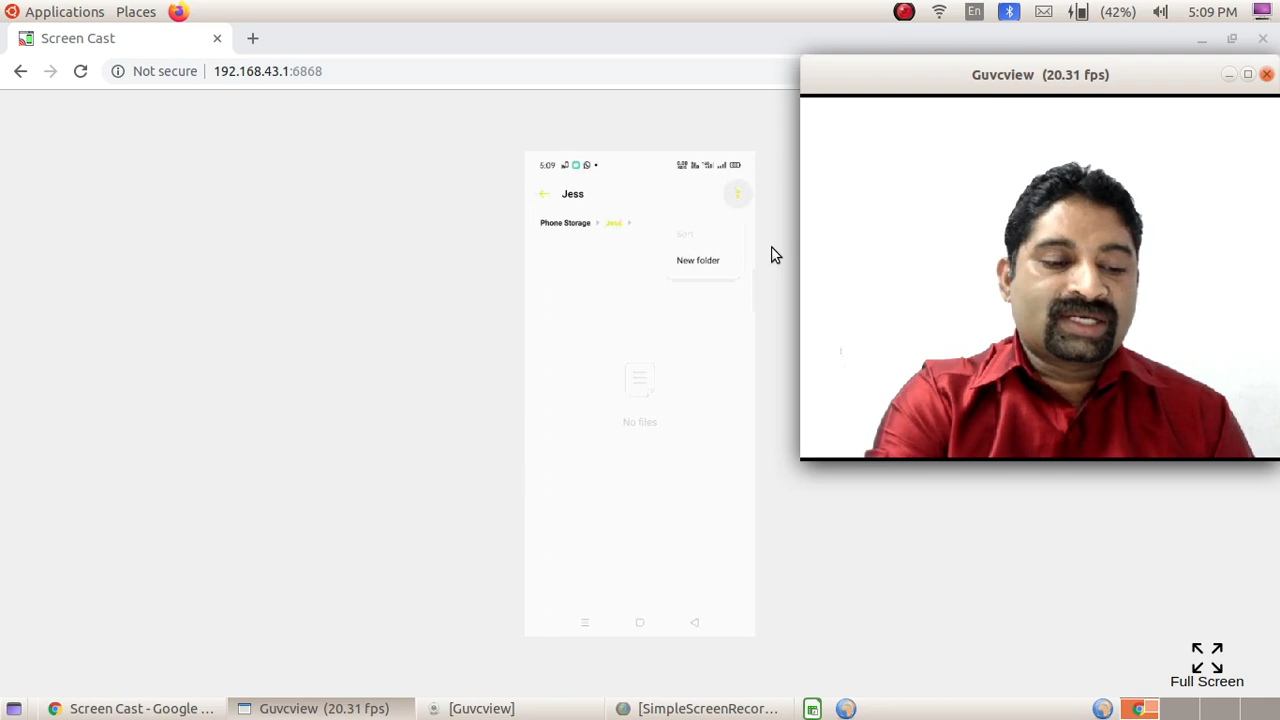 Applications Places En (42%) 5:09 PM
Screen Cast
Not secure 192.168.43.1:6868
Guvcview (20.31 fps)
5:09
Jess
Phone Storage Jess
Sort
New folder
No files
Full Screen
Screen Cast - Google ... Guvcview (20.31 fps) [Guvcview] [SimpleScreenRecor...